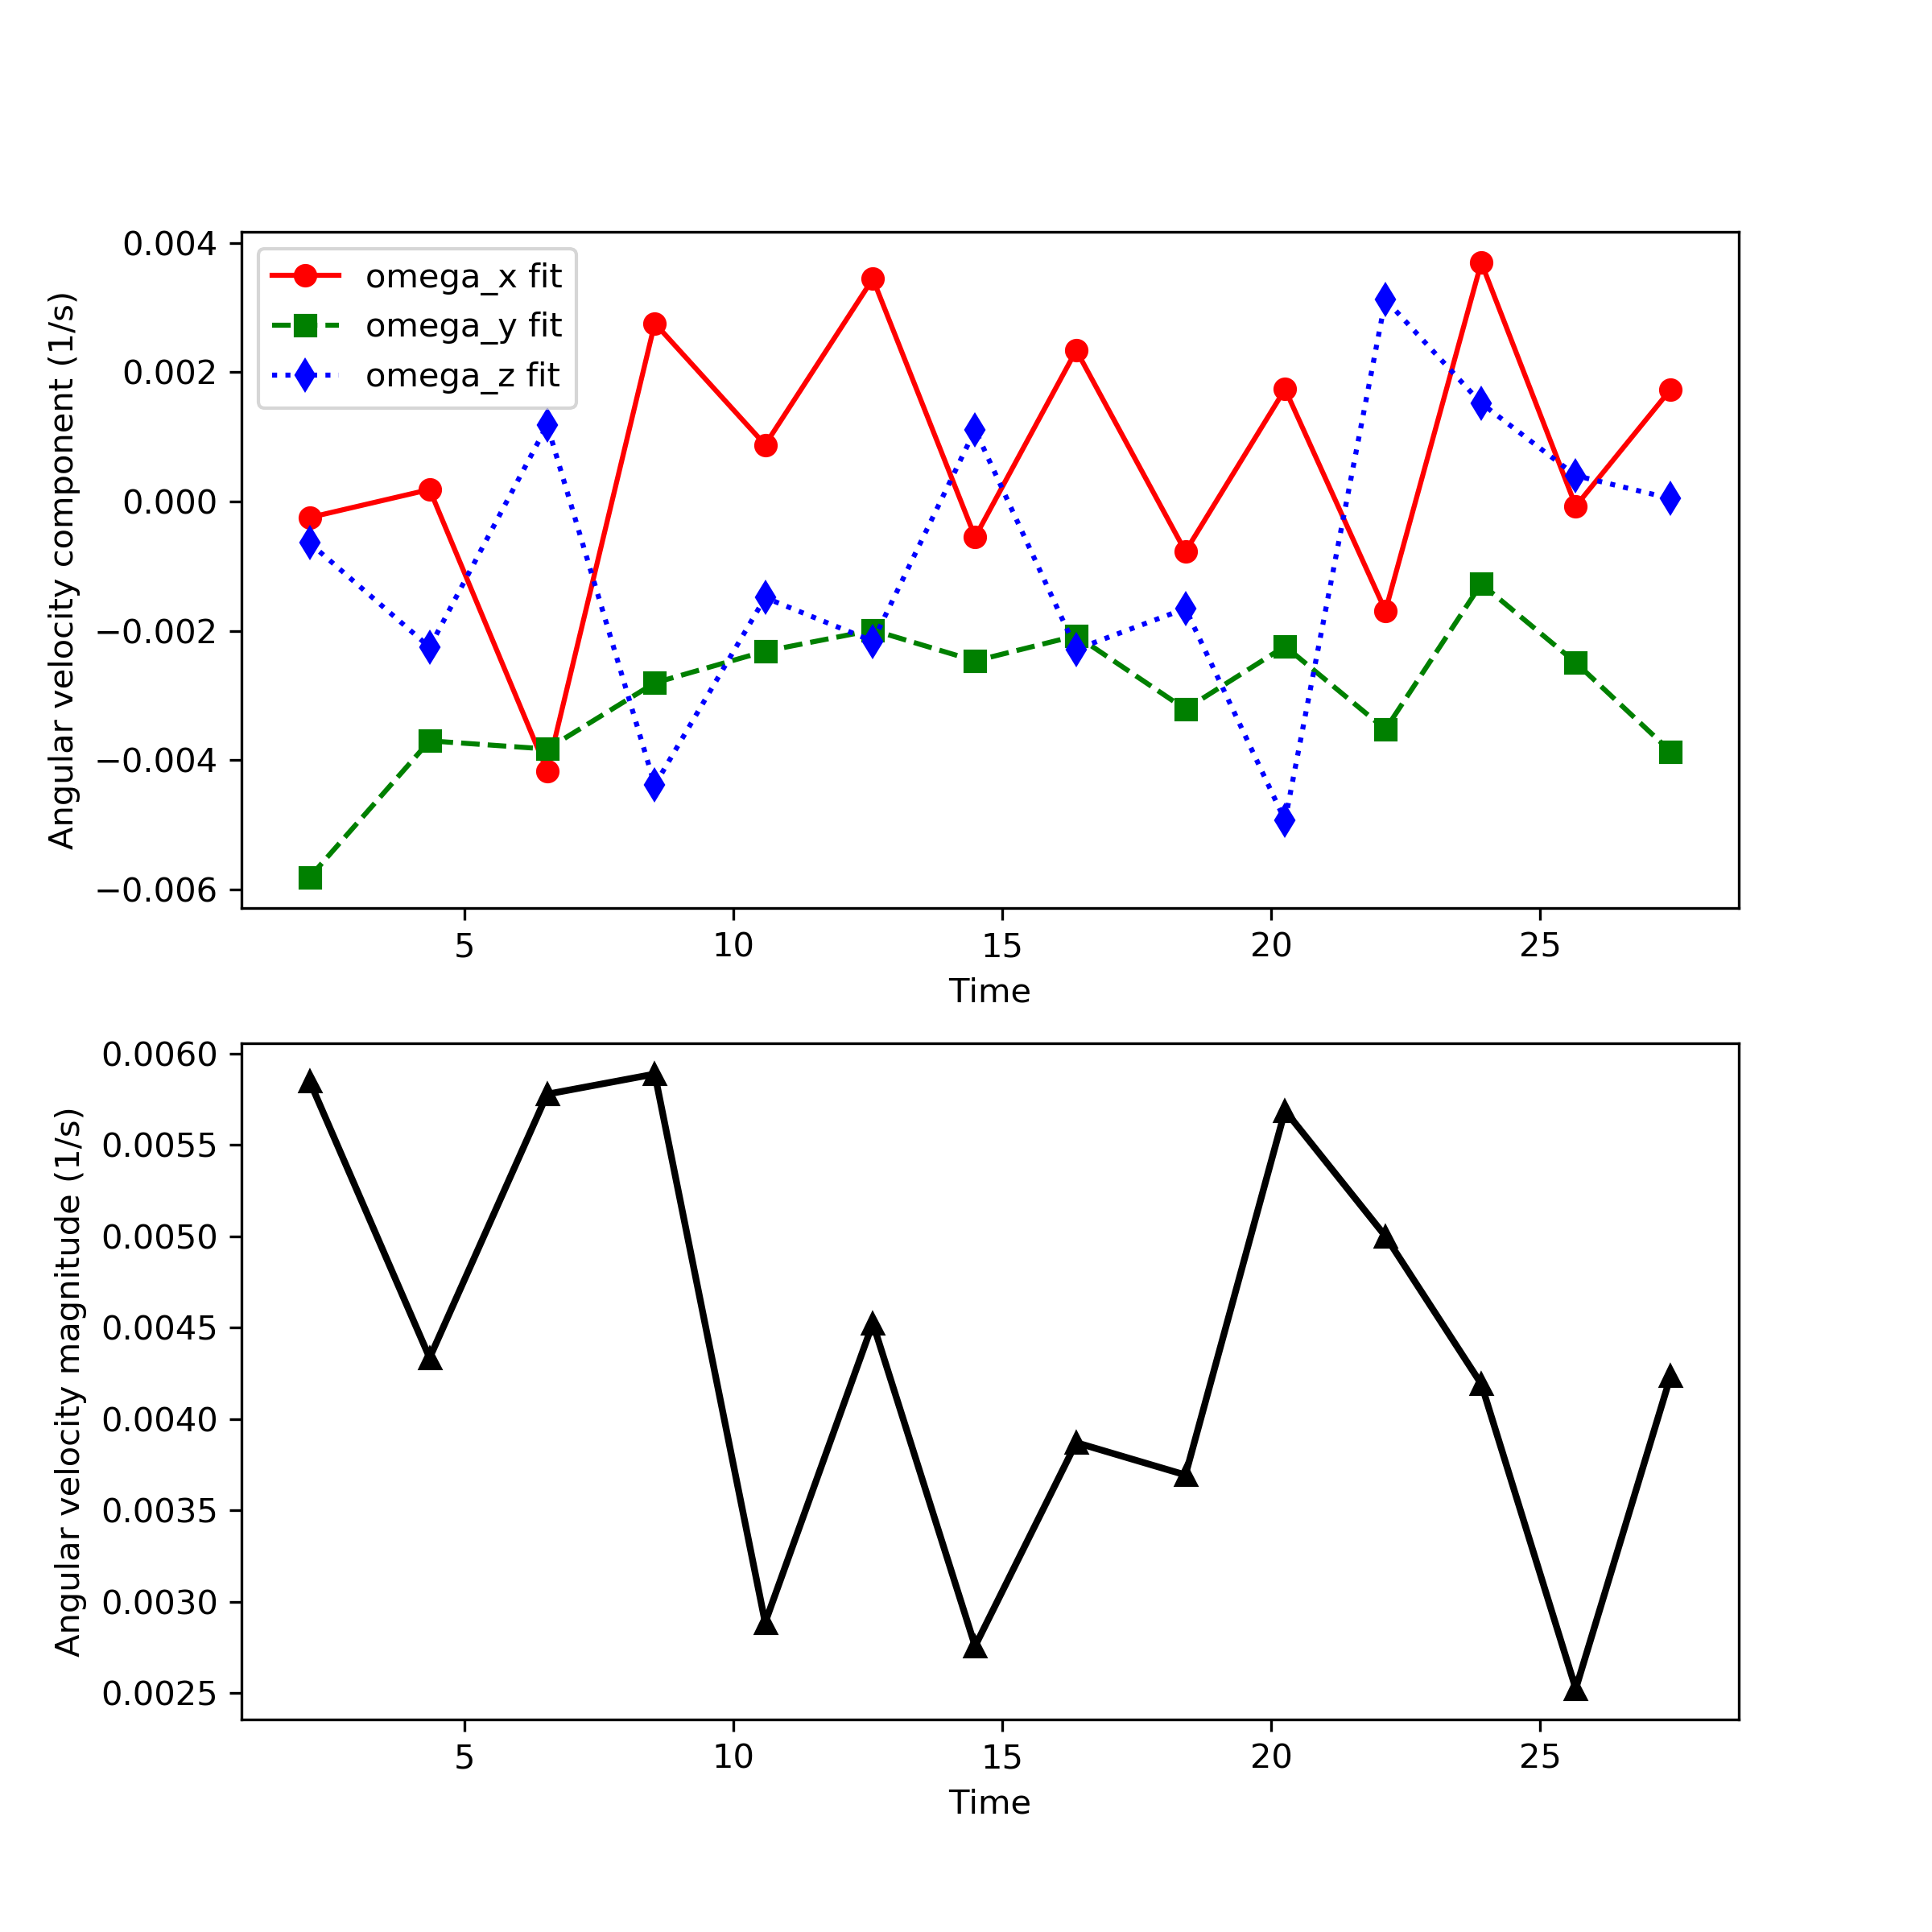 0.004
0.002
0.000
−0.002
−0.004
−0.006
Angular velocity component (1/s)
omega_x fit
omega_y fit
omega_z fit
5 10 15 20 25
Time
0.0060
0.0055
0.0050
0.0045
0.0040
0.0035
0.0030
0.0025
Angular velocity magnitude (1/s)
5 10 15 20 25
Time